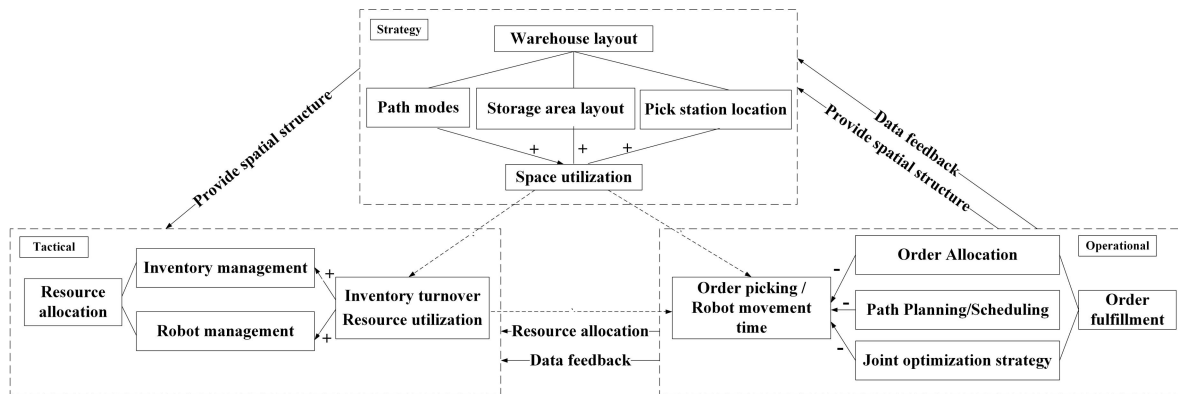 Strategy
Warehouse layout
Path modes
Storage area layout
Pick station location
+
+
+
Space utilization
Provide spatial structure
Data feedback
Provide spatial structure
Tactical
Inventory management
Resource
allocation
Robot management
+
+
Inventory turnover
Resource utilization
Resource allocation
Data feedback
Operational
Order Allocation
Order picking /
Robot movement
time
-
-
-
Path Planning/Scheduling
Joint optimization strategy
Order
fulfillment